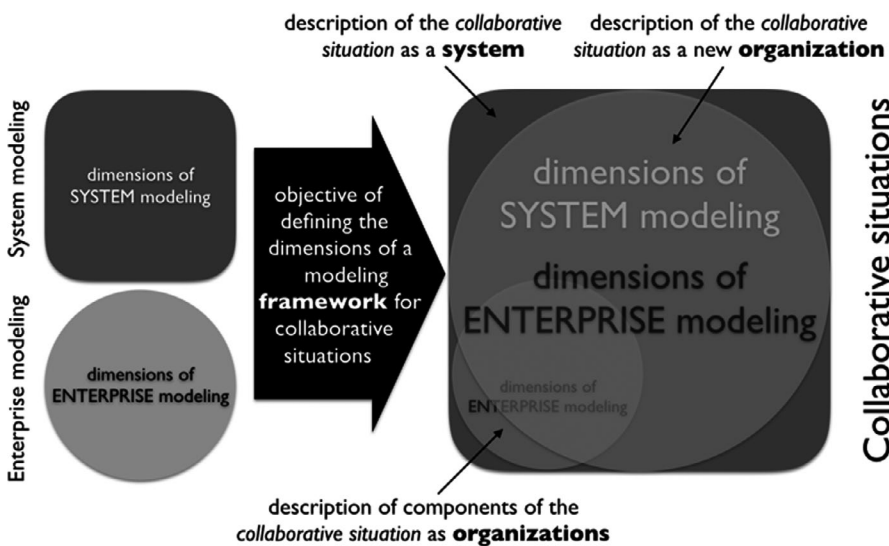 description of the collaborative
situation as a system
description of the collaborative
situation as a new organization
System modeling
dimensions of
SYSTEM modeling
Enterprise modeling
dimensions of
ENTERPRISE modeling
objective of
defining the
dimensions of a
modeling
framework for
collaborative
situations
dimensions of
SYSTEM modeling
dimensions of
ENTERPRISE modeling
dimensions of
ENTERPRISE modeling
Collaborative situations
description of components of the
collaborative situation as organizations